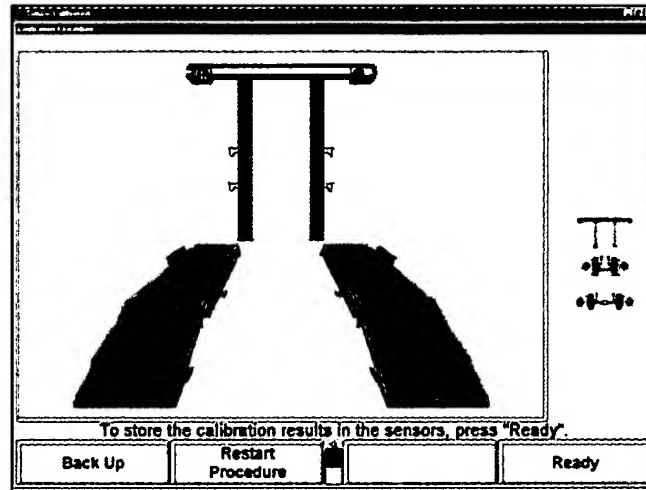 To store the calibration results in the sensors, press "Ready".
Back Up
Restart
Procedure
Ready